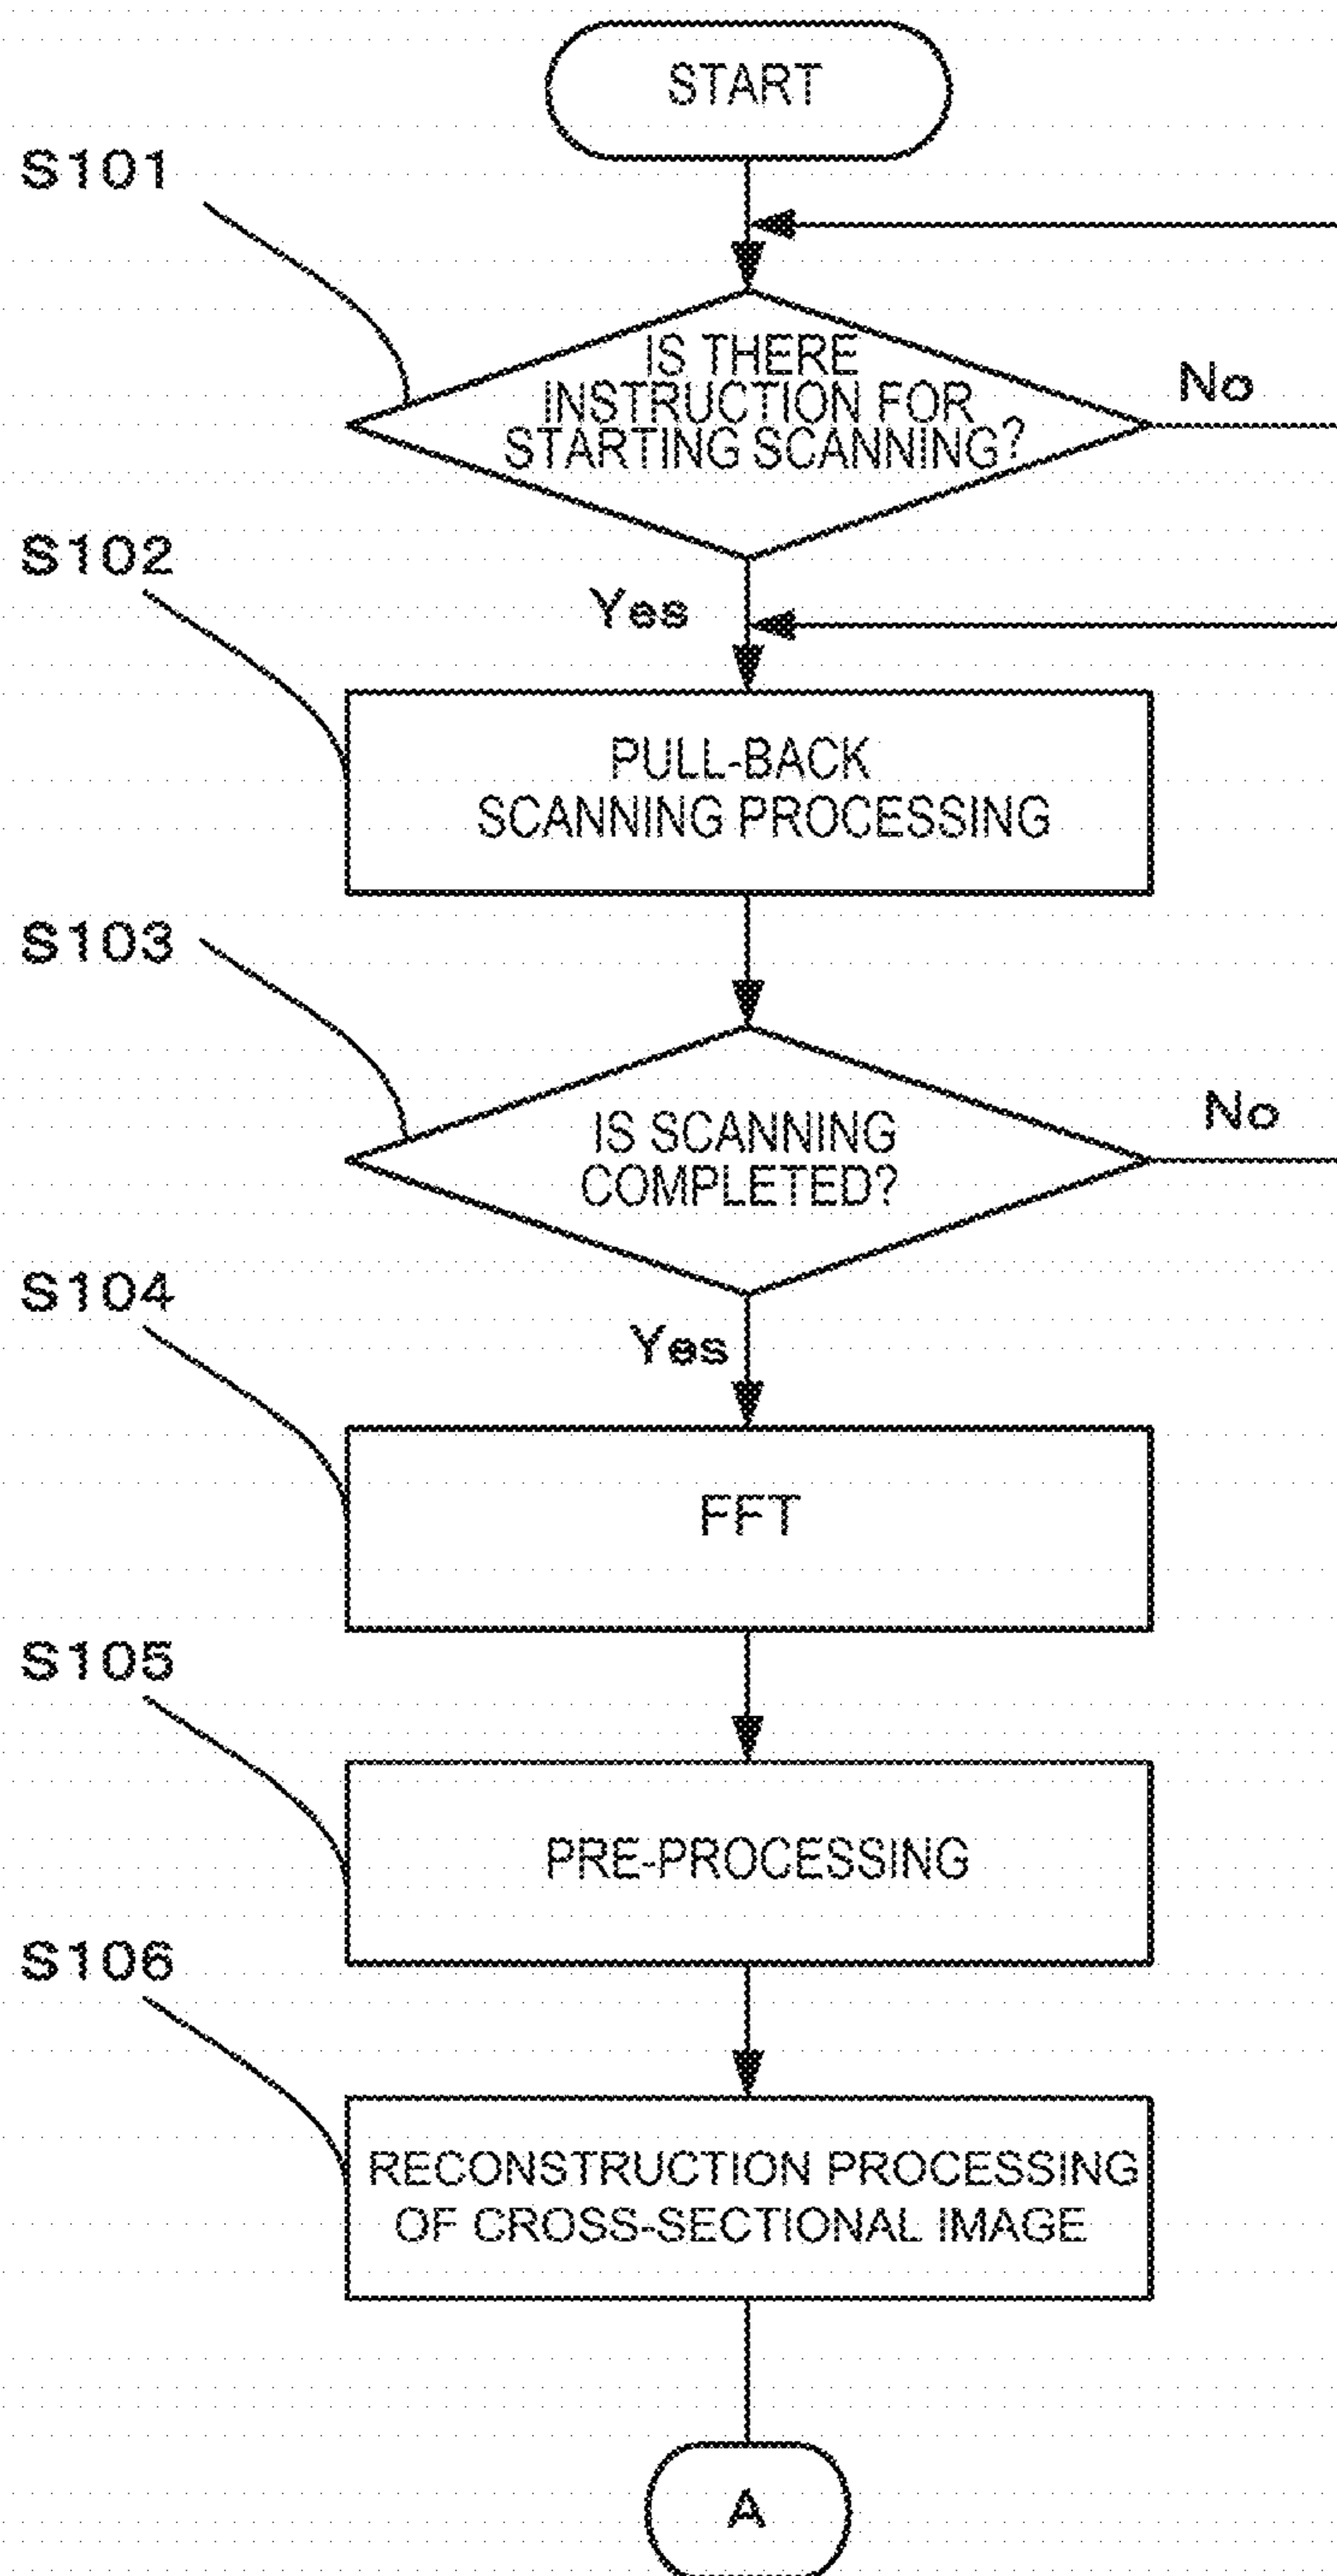 START
S101
IS THERE
INSTRUCTION FOR
STARTING SCANNING?
No
S102
Yes
PULL-BACK
SCANNING PROCESSING
S103
IS SCANNING
COMPLETED?
No
S104
Yes
FFT
S105
PRE-PROCESSING
S106
RECONSTRUCTION PROCESSING
OF CROSS-SECTIONAL IMAGE
A